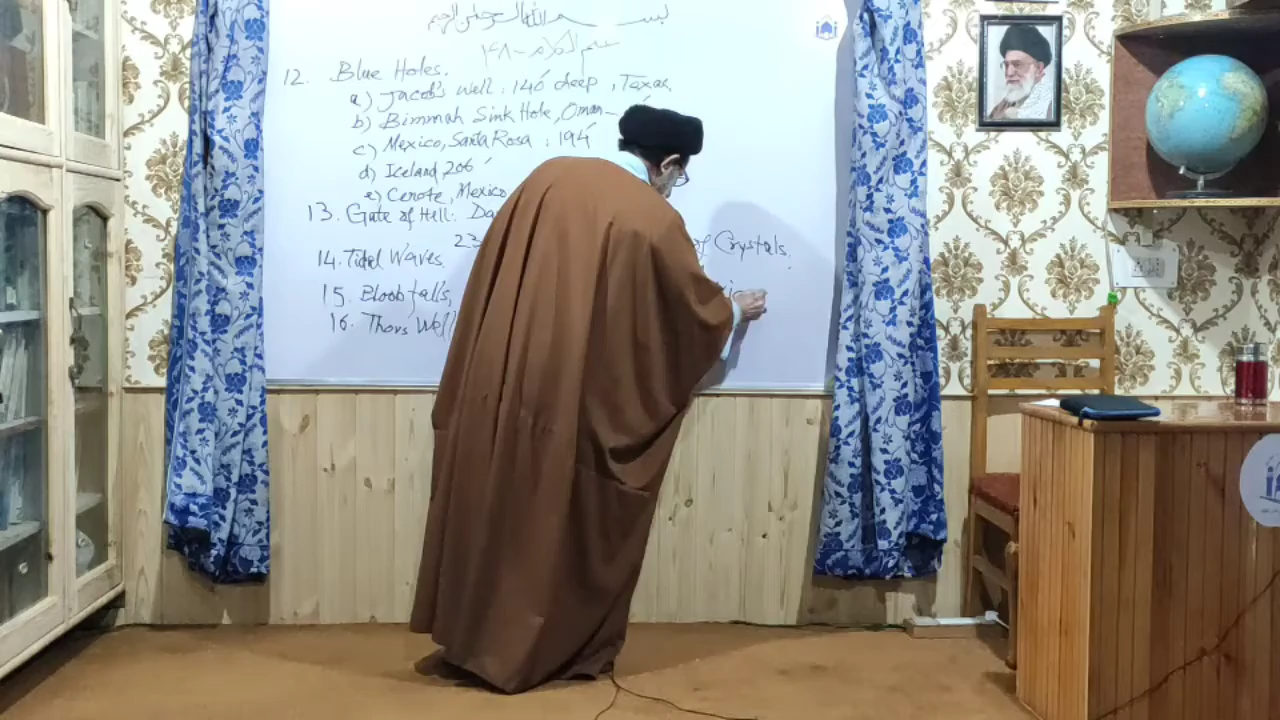 بسم الله الرحمن الرحیم
علم الکلام - ۴۸
12. Blue Holes.
a) Jacob's Well: 140' deep, Texas
b) Bimmah Sink Hole, Oman
c) Mexico, Santa Rosa: 194'
d) Iceland 206'
e) Cenote, Mexico
13. Gate of Hell: Da
23
of Crystals.
14. Tidal Waves.
15. Blood falls,
16. Thors Well